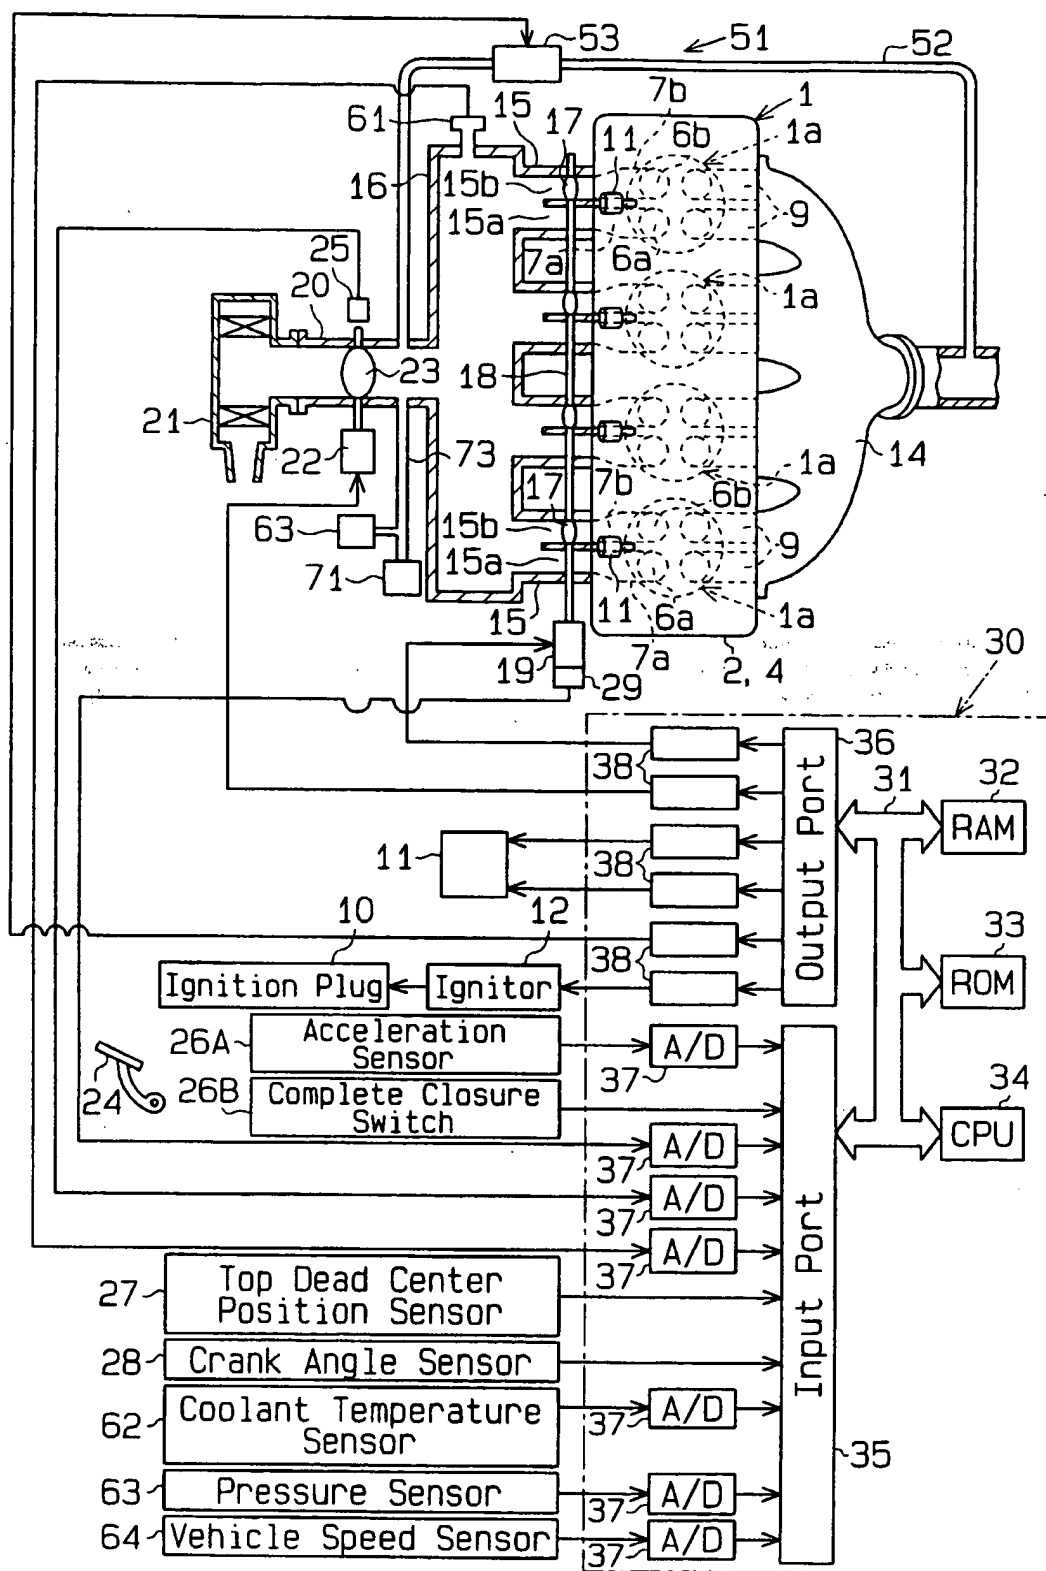 53
51
52
7b
1
61
15
17
11
6b
1a
16
15b
9
15a
7a
6a
25
20
1a
23
18
21
22
73
7b
1a
14
6b
63
17
15b
9
15a
71
15
11
6a
1a
7a
19
2, 4
30
29
36
38
31
32
Output Port
RAM
11
38
10
12
33
38
Ignition Plug
Ignitor
ROM
26A
Acceleration
Sensor
A/D
37
24
26B
Complete Closure
Switch
34
A/D
CPU
37
A/D
37
A/D
37
Input Port
27
Top Dead Center
Position Sensor
28
Crank Angle Sensor
62
Coolant Temperature
Sensor
A/D
37
35
63
Pressure Sensor
A/D
37
64
Vehicle Speed Sensor
A/D
37